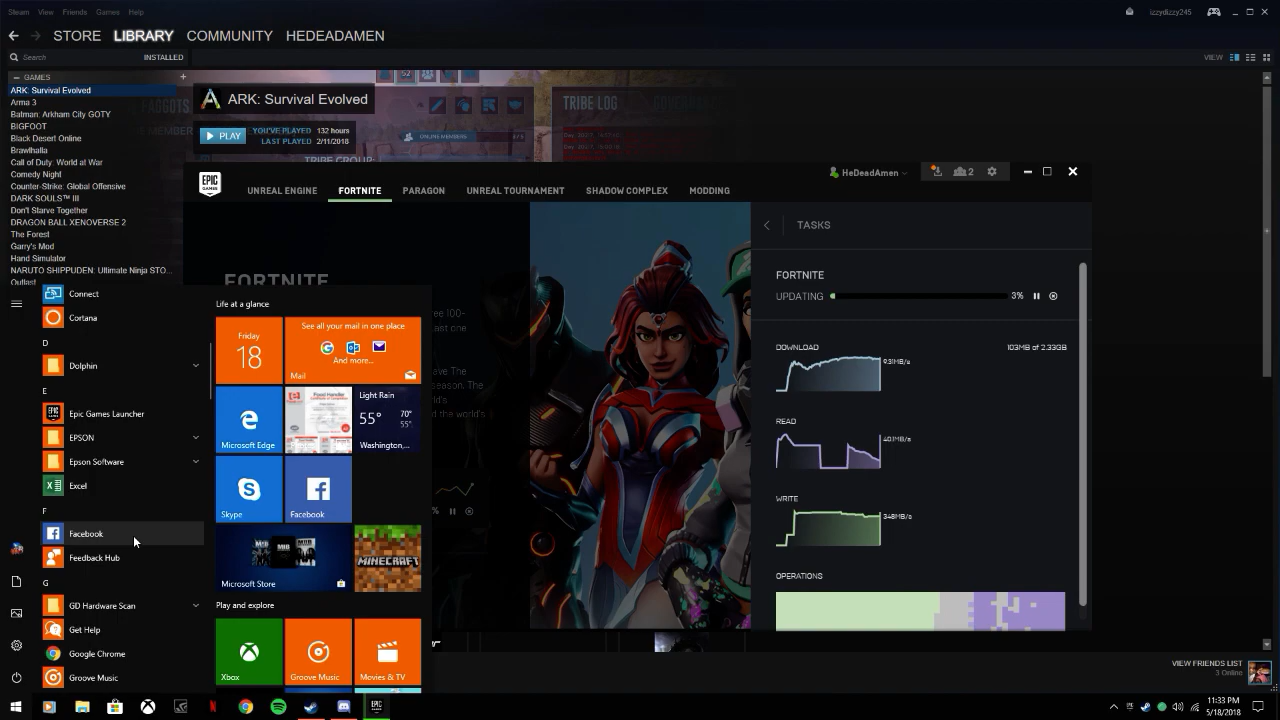 Steam View Friends Games Help
izzydizzy245
STORE LIBRARY COMMUNITY HEDEADAMEN
Search INSTALLED
VIEW
GAMES
ARK: Survival Evolved
Arma 3
Batman: Arkham City GOTY
BIGFOOT
Black Desert Online
Brawlhalla
Call of Duty: World at War
Comedy Night
Counter-Strike: Global Offensive
DARK SOULS™ III
Don't Starve Together
DRAGON BALL XENOVERSE 2
The Forest
Garry's Mod
Hand Simulator
NARUTO SHIPPUDEN: Ultimate Ninja STO...
Outlast
ARK: Survival Evolved
PLAY
YOU'VE PLAYED 132 hours
LAST PLAYED 2/11/2018
FAGGOTS
TRIBE GROUP:
ONLINE MEMBERS
TRIBE LOG
EPIC GAMES
UNREAL ENGINE FORTNITE PARAGON UNREAL TOURNAMENT SHADOW COMPLEX MODDING
HeDeadAmen
2
FORTNITE
TASKS
FORTNITE
UPDATING 3%
DOWNLOAD 103MB of 2.33GB
9.31MB/s
READ
40.1MB/s
WRITE
348MB/s
OPERATIONS
Connect
Cortana
D
Dolphin
E
Epic Games Launcher
EPSON
Epson Software
Excel
F
Facebook
Feedback Hub
G
GD Hardware Scan
Get Help
Google Chrome
Groove Music
Life at a glance
Friday
18
See all your mail in one place
And more...
Mail
Microsoft Edge
Light Rain
55° 70°
55°
Washington,...
Skype
Facebook
Microsoft Store
MINECRAFT
Play and explore
Xbox
Groove Music
Movies & TV
VIEW FRIENDS LIST
3 Online
11:33 PM
5/18/2018